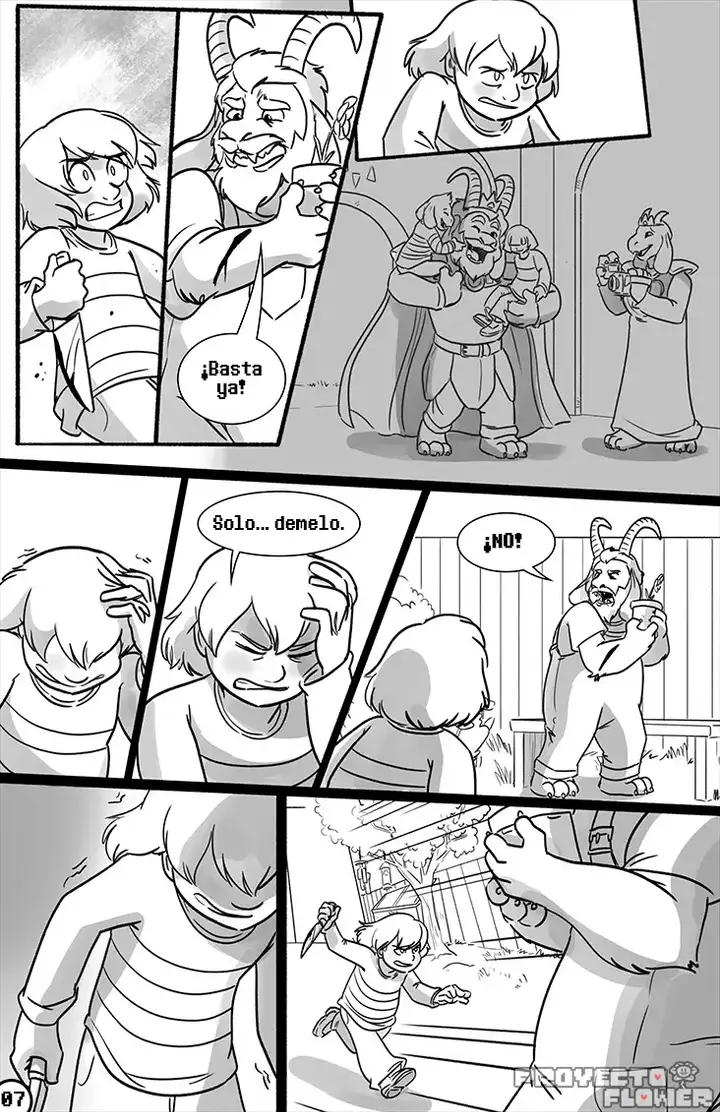 ¡Basta
ya!
Solo... demelo.
¡NO!
07
PROYECTO
FLOWER